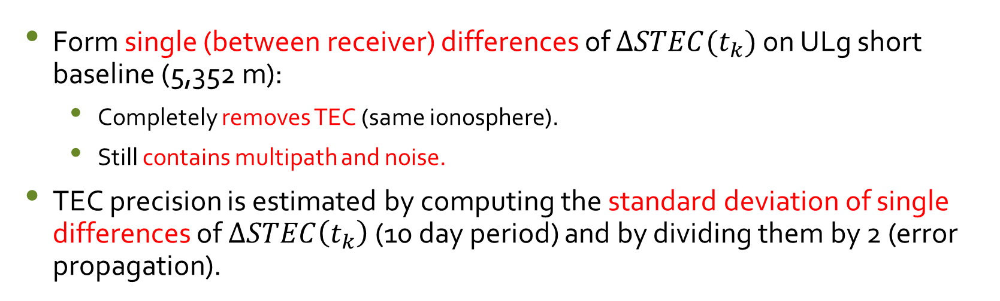 • Form single (between receiver) differences of Δ𝑆𝑇𝐸𝐶(𝑡ₖ) on ULg short
baseline (5,352 m):
• Completely removes TEC (same ionosphere).
• Still contains multipath and noise.
• TEC precision is estimated by computing the standard deviation of single
differences of Δ𝑆𝑇𝐸𝐶(𝑡ₖ) (10 day period) and by dividing them by 2 (error
propagation).